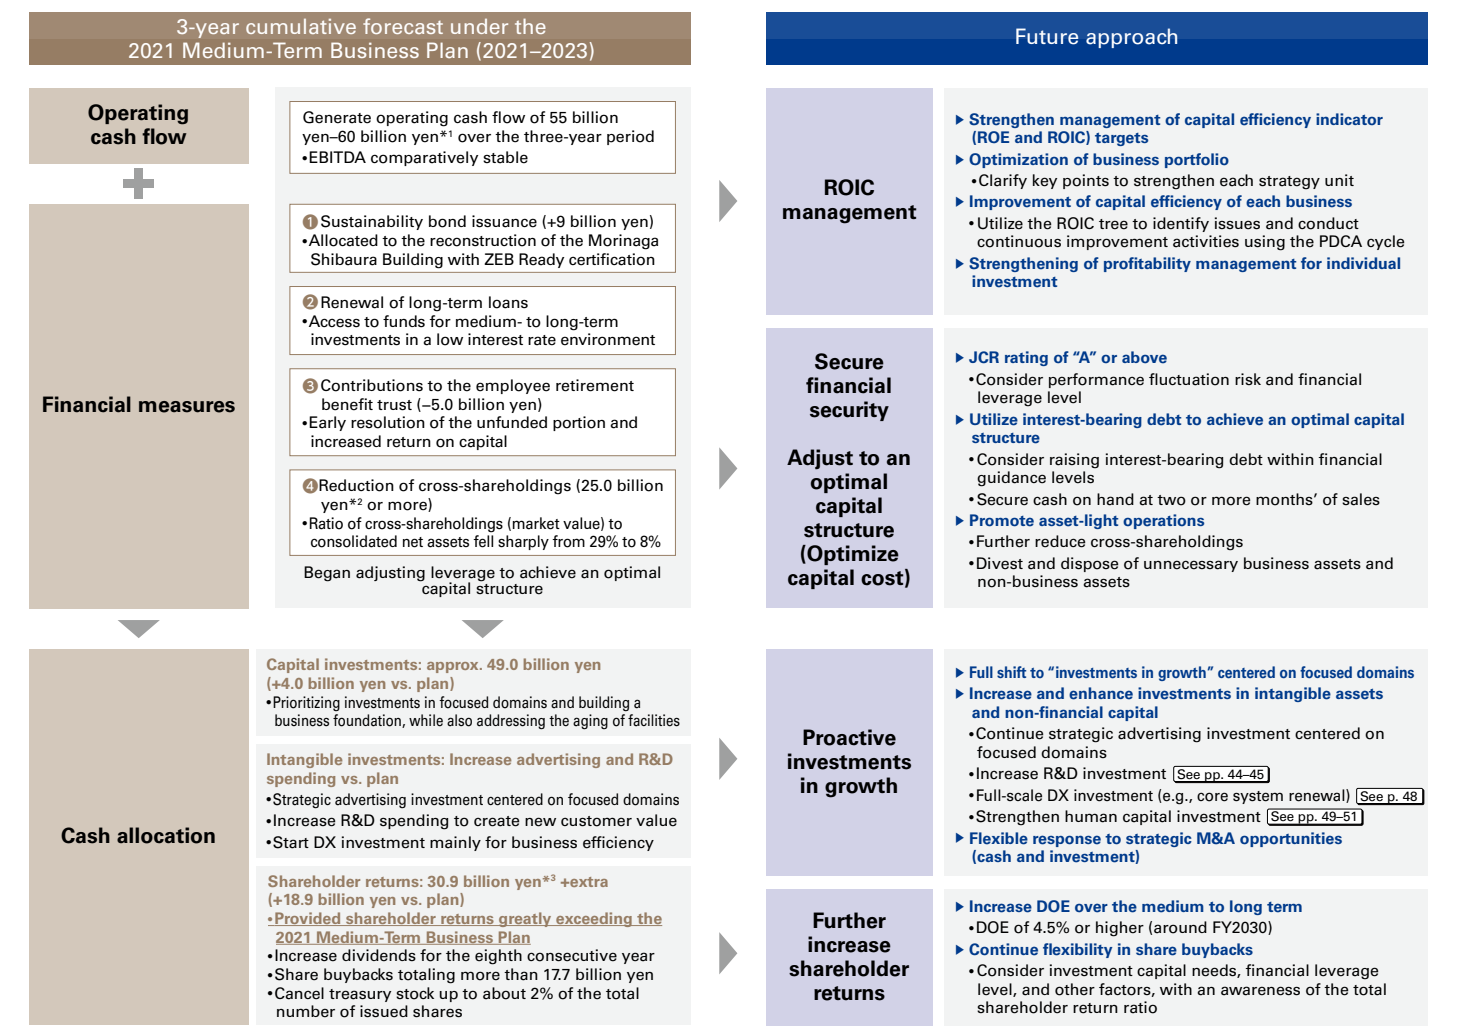 3-year cumulative forecast under the
2021 Medium-Term Business Plan (2021–2023)
Operating
cash flow
Generate operating cash flow of 55 billion
yen–60 billion yen*1 over the three-year period
•EBITDA comparatively stable
Financial measures
❶Sustainability bond issuance (+9 billion yen)
•Allocated to the reconstruction of the Morinaga
Shibaura Building with ZEB Ready certification
❷Renewal of long-term loans
•Access to funds for medium- to long-term
investments in a low interest rate environment
❸Contributions to the employee retirement
benefit trust (−5.0 billion yen)
•Early resolution of the unfunded portion and
increased return on capital
❹Reduction of cross-shareholdings (25.0 billion
yen*2 or more)
•Ratio of cross-shareholdings (market value) to
consolidated net assets fell sharply from 29% to 8%
Began adjusting leverage to achieve an optimal
capital structure
Cash allocation
Capital investments: approx. 49.0 billion yen
(+4.0 billion yen vs. plan)
•Prioritizing investments in focused domains and building a
business foundation, while also addressing the aging of facilities
Intangible investments: Increase advertising and R&D
spending vs. plan
•Strategic advertising investment centered on focused domains
•Increase R&D spending to create new customer value
•Start DX investment mainly for business efficiency
Shareholder returns: 30.9 billion yen*3 +extra
(+18.9 billion yen vs. plan)
•Provided shareholder returns greatly exceeding the
2021 Medium-Term Business Plan
•Increase dividends for the eighth consecutive year
•Share buybacks totaling more than 17.7 billion yen
•Cancel treasury stock up to about 2% of the total
number of issued shares
Future approach
ROIC
management
▶ Strengthen management of capital efficiency indicator
(ROE and ROIC) targets
▶ Optimization of business portfolio
•Clarify key points to strengthen each strategy unit
▶ Improvement of capital efficiency of each business
•Utilize the ROIC tree to identify issues and conduct
continuous improvement activities using the PDCA cycle
▶ Strengthening of profitability management for individual
investment
Secure
financial
security
Adjust to an
optimal
capital
structure
(Optimize
capital cost)
▶ JCR rating of “A” or above
•Consider performance fluctuation risk and financial
leverage level
▶ Utilize interest-bearing debt to achieve an optimal capital
structure
•Consider raising interest-bearing debt within financial
guidance levels
•Secure cash on hand at two or more months’ of sales
▶ Promote asset-light operations
•Further reduce cross-shareholdings
•Divest and dispose of unnecessary business assets and
non-business assets
Proactive
investments
in growth
▶ Full shift to “investments in growth” centered on focused domains
▶ Increase and enhance investments in intangible assets
and non-financial capital
•Continue strategic advertising investment centered on
focused domains
•Increase R&D investment See pp. 44–45
•Full-scale DX investment (e.g., core system renewal) See p. 48
•Strengthen human capital investment See pp. 49–51
▶ Flexible response to strategic M&A opportunities
(cash and investment)
Further
increase
shareholder
returns
▶ Increase DOE over the medium to long term
•DOE of 4.5% or higher (around FY2030)
▶ Continue flexibility in share buybacks
•Consider investment capital needs, financial leverage
level, and other factors, with an awareness of the total
shareholder return ratio